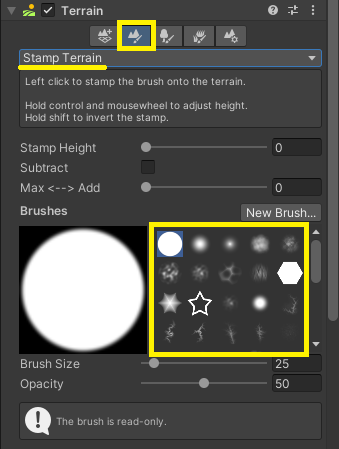 Terrain
Stamp Terrain
Left click to stamp the brush onto the terrain.
Hold control and mousewheel to adjust height.
Hold shift to invert the stamp.
Stamp Height 0
Subtract
Max <--> Add 0
Brushes New Brush...
Brush Size 25
Opacity 50
The brush is read-only.